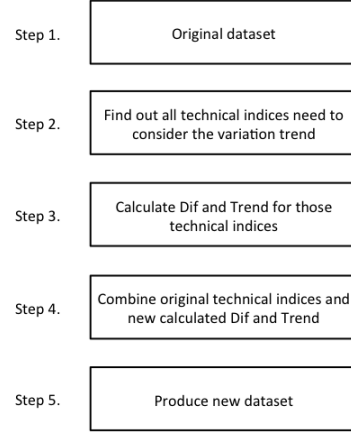 Step 1.
Original dataset
Step 2.
Find out all technical indices need to
consider the variation trend
Step 3.
Calculate Dif and Trend for those
technical indices
Step 4.
Combine original technical indices and
new calculated Dif and Trend
Step 5.
Produce new dataset